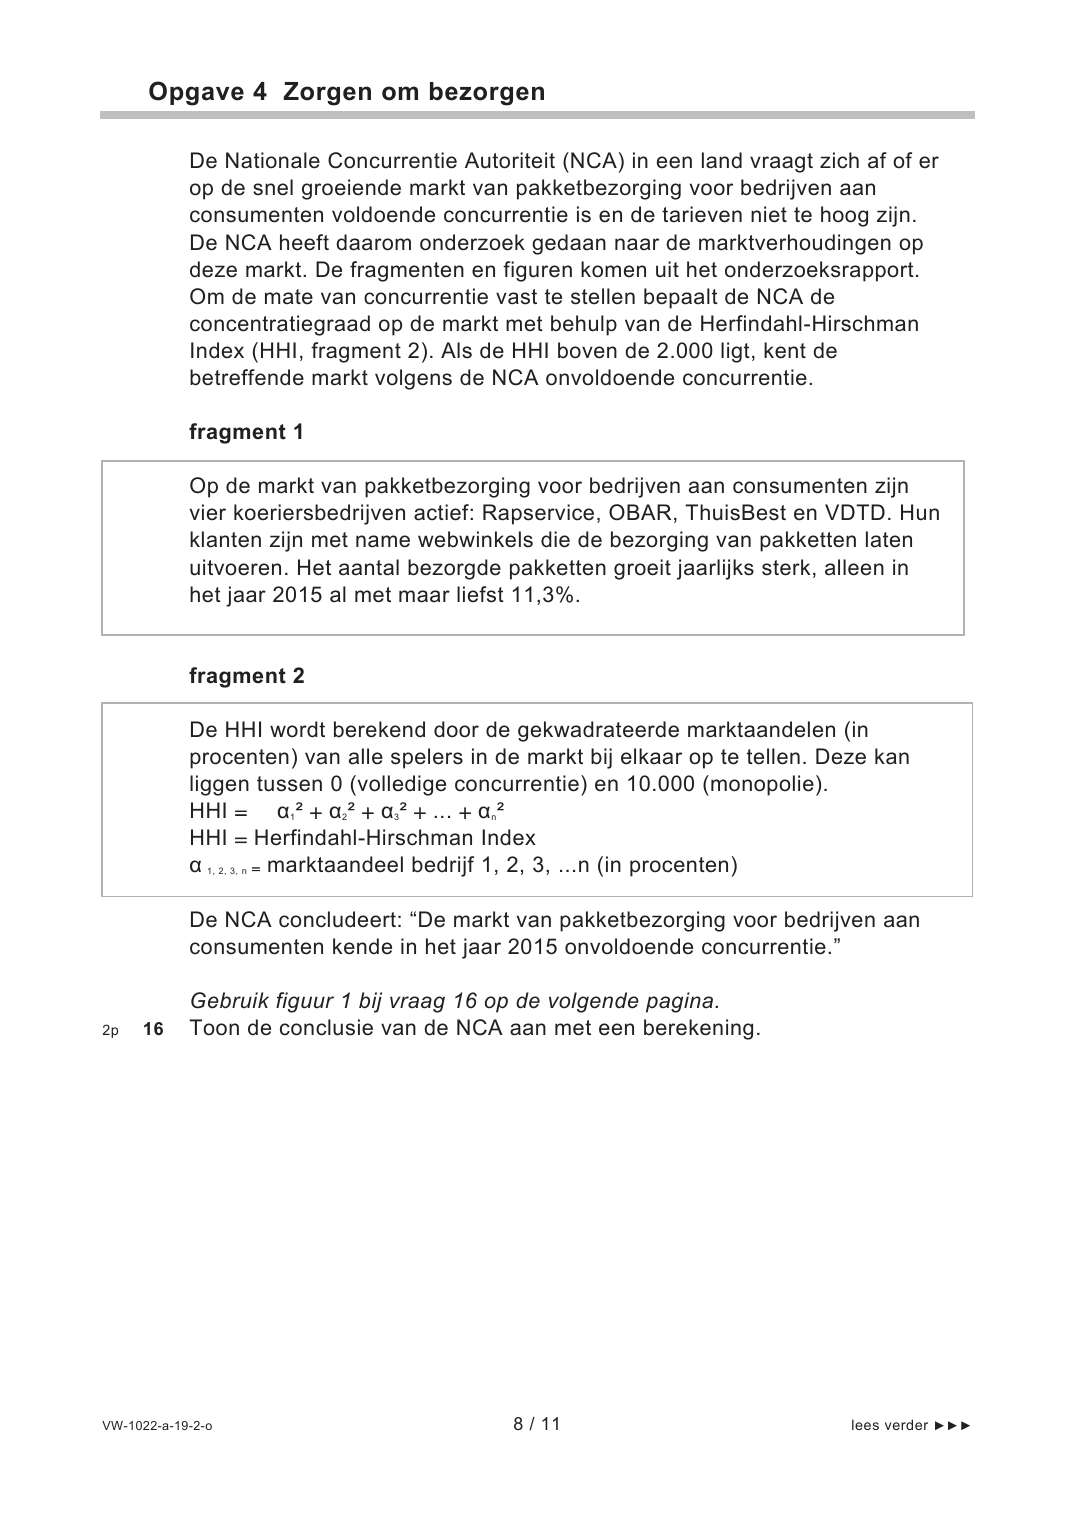 Opgave 4 Zorgen om bezorgen
De Nationale Concurrentie Autoriteit (NCA) in een land vraagt zich af of er
op de snel groeiende markt van pakketbezorging voor bedrijven aan
consumenten voldoende concurrentie is en de tarieven niet te hoog zijn.
De NCA heeft daarom onderzoek gedaan naar de marktverhoudingen op
deze markt. De fragmenten en figuren komen uit het onderzoeksrapport.
Om de mate van concurrentie vast te stellen bepaalt de NCA de
concentratiegraad op de markt met behulp van de Herfindahl-Hirschman
Index (HHI, fragment 2). Als de HHI boven de 2.000 ligt, kent de
betreffende markt volgens de NCA onvoldoende concurrentie.
fragment 1
Op de markt van pakketbezorging voor bedrijven aan consumenten zijn
vier koeriersbedrijven actief: Rapservice, OBAR, ThuisBest en VDTD. Hun
klanten zijn met name webwinkels die de bezorging van pakketten laten
uitvoeren. Het aantal bezorgde pakketten groeit jaarlijks sterk, alleen in
het jaar 2015 al met maar liefst 11,3%.
fragment 2
De HHI wordt berekend door de gekwadrateerde marktaandelen (in
procenten) van alle spelers in de markt bij elkaar op te tellen. Deze kan
liggen tussen 0 (volledige concurrentie) en 10.000 (monopolie).
HHI = α₁² + α₂² + α₃² + ... + αₙ²
HHI = Herfindahl-Hirschman Index
α 1, 2, 3, n = marktaandeel bedrijf 1, 2, 3, ...n (in procenten)
De NCA concludeert: “De markt van pakketbezorging voor bedrijven aan
consumenten kende in het jaar 2015 onvoldoende concurrentie.”
Gebruik figuur 1 bij vraag 16 op de volgende pagina.
2p 16 Toon de conclusie van de NCA aan met een berekening.
VW-1022-a-19-2-o 8 / 11 lees verder ►►►